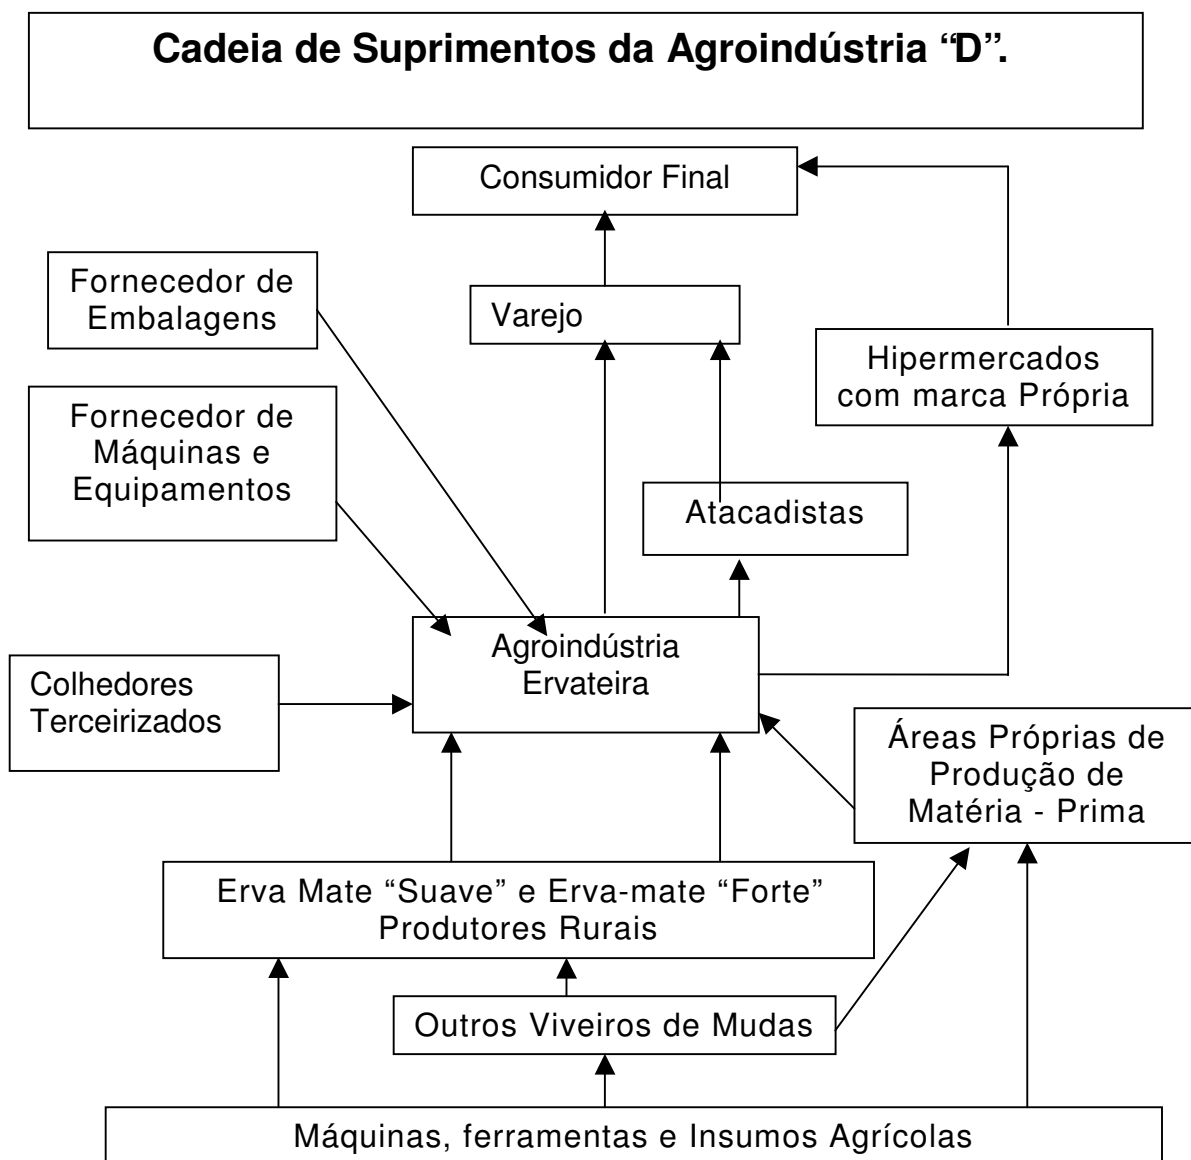 Cadeia de Suprimentos da Agroindústria “D”.
Consumidor Final
Fornecedor de
Embalagens
Varejo
Hipermercados
com marca Própria
Fornecedor de
Máquinas e
Equipamentos
Atacadistas
Agroindústria
Ervateira
Colhedores
Terceirizados
Áreas Próprias de
Produção de
Matéria - Prima
Erva Mate “Suave” e Erva-mate “Forte”
Produtores Rurais
Outros Viveiros de Mudas
Máquinas, ferramentas e Insumos Agrícolas